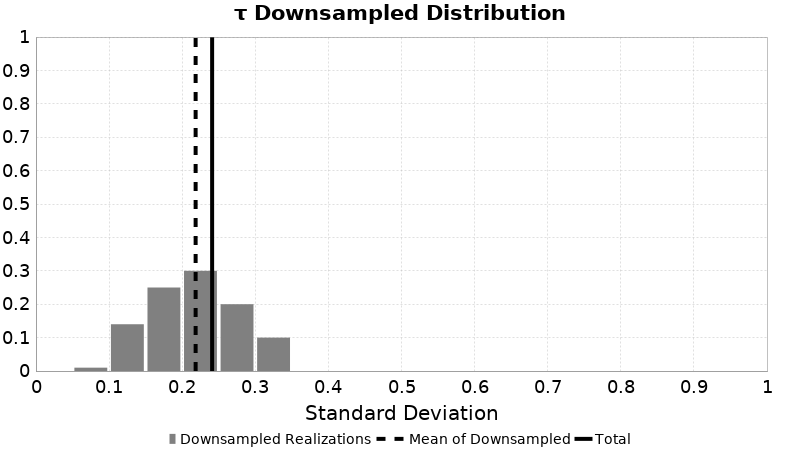 τ Downsampled Distribution
1
0.9
0.8
0.7
0.6
0.5
0.4
0.3
0.2
0.1
0
0 0.1 0.2 0.3 0.4 0.5 0.6 0.7 0.8 0.9 1
Standard Deviation
Downsampled Realizations Mean of Downsampled Total